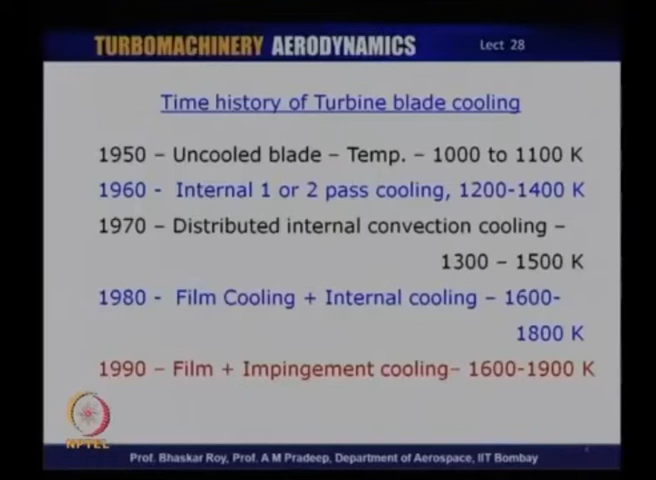 TURBOMACHINERY AERODYNAMICS Lect 28
Time history of Turbine blade cooling
1950 – Uncooled blade – Temp. – 1000 to 1100 K
1960 - Internal 1 or 2 pass cooling, 1200-1400 K
1970 – Distributed internal convection cooling –
1300 – 1500 K
1980 - Film Cooling + Internal cooling – 1600-
1800 K
1990 – Film + Impingement cooling– 1600-1900 K
NPTEL
Prof. Bhaskar Roy, Prof. A M Pradeep, Department of Aerospace, IIT Bombay